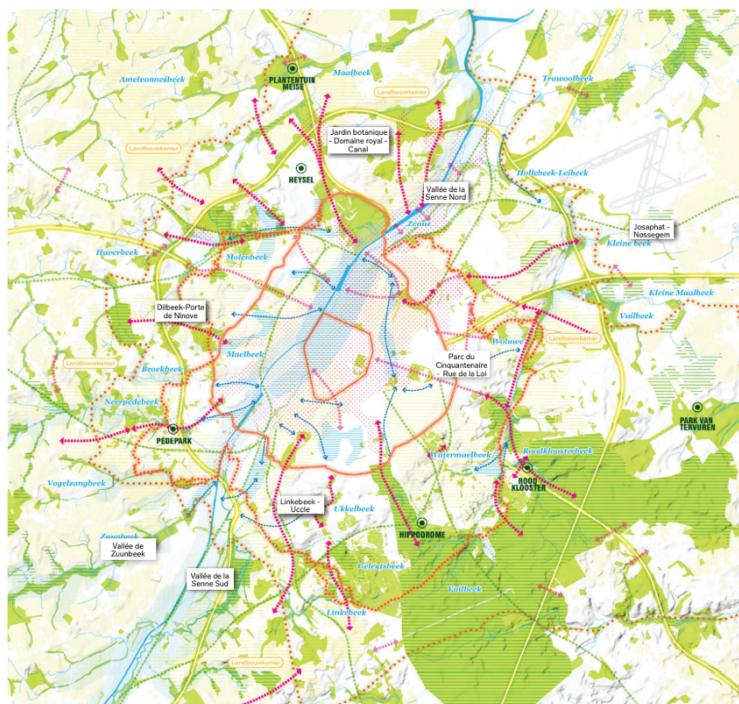 Amelvonnesbeek
PLANTENTUIN
MEISE
Maalbeek
Landbouwkamer
Trawoolbeek
Jardin botanique
- Domaine royal -
Canal
Landbouwkamer
HEYSEL
Hollebeek-Leibeek
Vallée de la
Senne Nord
Zenne
Josaphat -
Nossegem
Kleine beek
Haverbeek
Molenbeek
Kleine Maalbeek
Dilbeek-Porte
de Ninove
Vuilbeek
Maelbeek
Woluwe
Landbouwkamer
Parc du
Cinquantenaire
- Rue de la Loi
Landbouwkamer
Broekbeek
Neerpedebeek
PARK VAN
TERVUREN
PEDEPARK
Watermaelbeek
Roodkloosterbeek
Vogelzangbeek
ROOD
KLOOSTER
Linkebeek -
Uccle
Ukkelbeek
HIPPODROME
Zuunbeek
Vallée de
Zuunbeek
Geleytsbeek
Vallée de la
Senne Sud
Vuilbeek
Linkebeek
Landbouwkamer